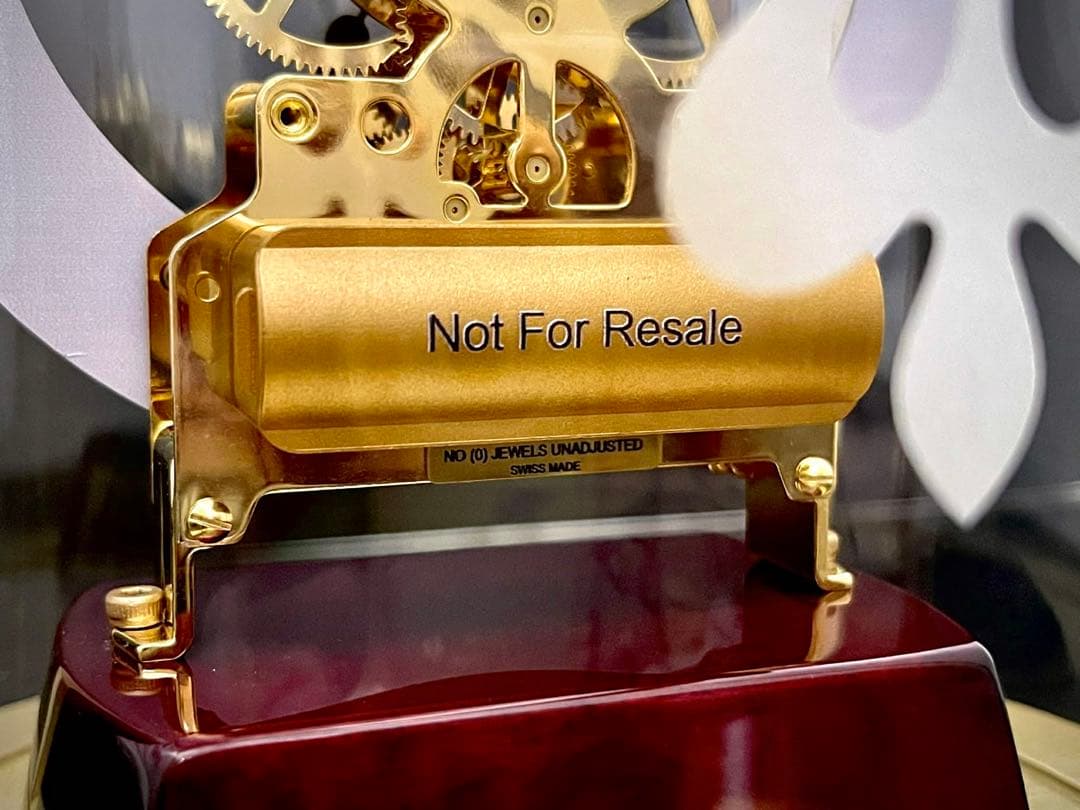 Not For Resale
NO (0) JEWELS UNADJUSTED
SWISS MADE